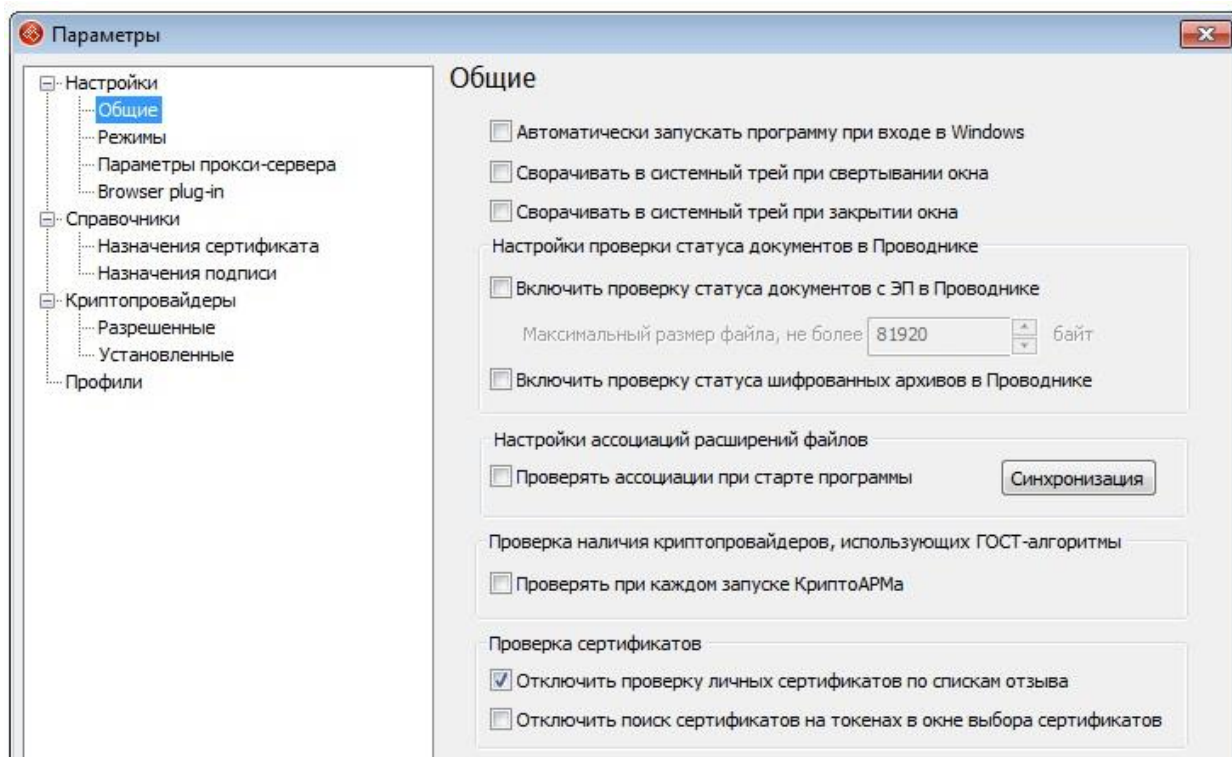 Параметры
Настройки
Общие
Режимы
Параметры прокси-сервера
Browser plug-in
Справочники
Назначения сертификата
Назначения подписи
Криптопровайдеры
Разрешенные
Установленные
Профили
Общие
Автоматически запускать программу при входе в Windows
Сворачивать в системный трей при свертывании окна
Сворачивать в системный трей при закрытии окна
Настройки проверки статуса документов в Проводнике
Включить проверку статуса документов с ЭП в Проводнике
Максимальный размер файла, не более 81920 байт
Включить проверку статуса шифрованных архивов в Проводнике
Настройки ассоциаций расширений файлов
Проверять ассоциации при старте программы Синхронизация
Проверка наличия криптопровайдеров, использующих ГОСТ-алгоритмы
Проверять при каждом запуске КриптоАРМа
Проверка сертификатов
Отключить проверку личных сертификатов по спискам отзыва
Отключить поиск сертификатов на токенах в окне выбора сертификатов